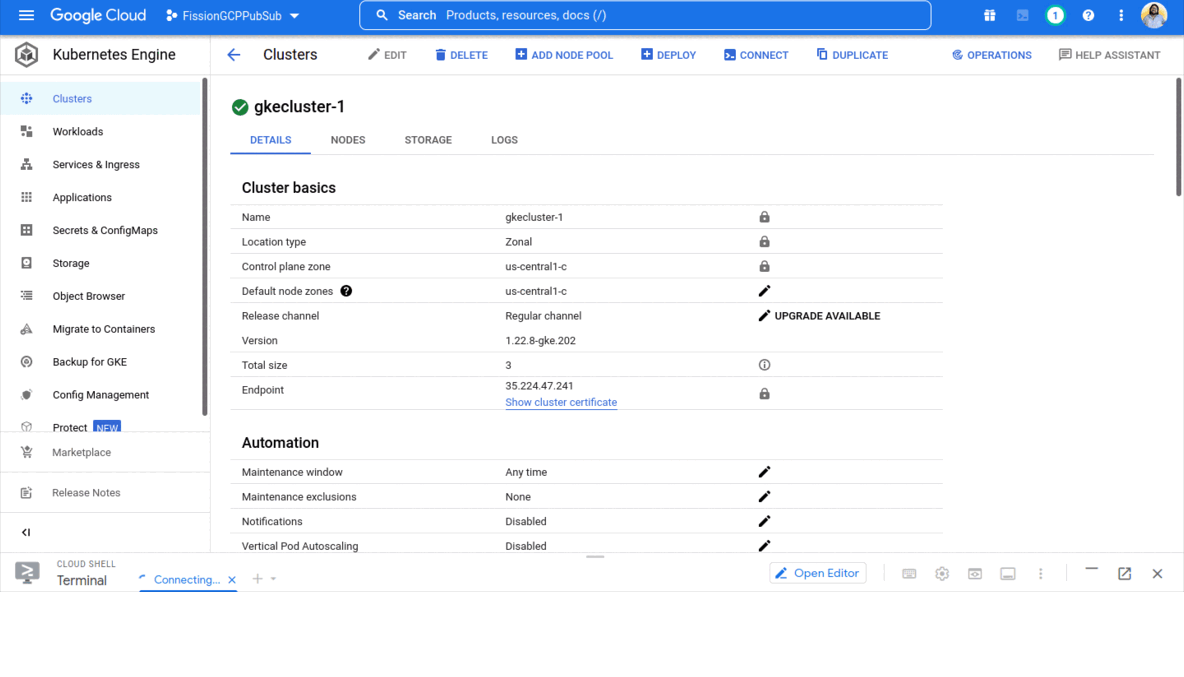 Google Cloud FissionGCPPubSub Search Products, resources, docs (/) 1
Kubernetes Engine Clusters EDIT DELETE ADD NODE POOL DEPLOY CONNECT DUPLICATE OPERATIONS HELP ASSISTANT
Clusters
Workloads
Services & Ingress
Applications
Secrets & ConfigMaps
Storage
Object Browser
Migrate to Containers
Backup for GKE
Config Management
Protect NEW
Marketplace
Release Notes
gkecluster-1
DETAILS NODES STORAGE LOGS
Cluster basics
Name gkecluster-1
Location type Zonal
Control plane zone us-central1-c
Default node zones us-central1-c
Release channel Regular channel UPGRADE AVAILABLE
Version 1.22.8-gke.202
Total size 3
Endpoint 35.224.47.241
Show cluster certificate
Automation
Maintenance window Any time
Maintenance exclusions None
Notifications Disabled
Vertical Pod Autoscaling Disabled
CLOUD SHELL
Terminal Connecting... Open Editor